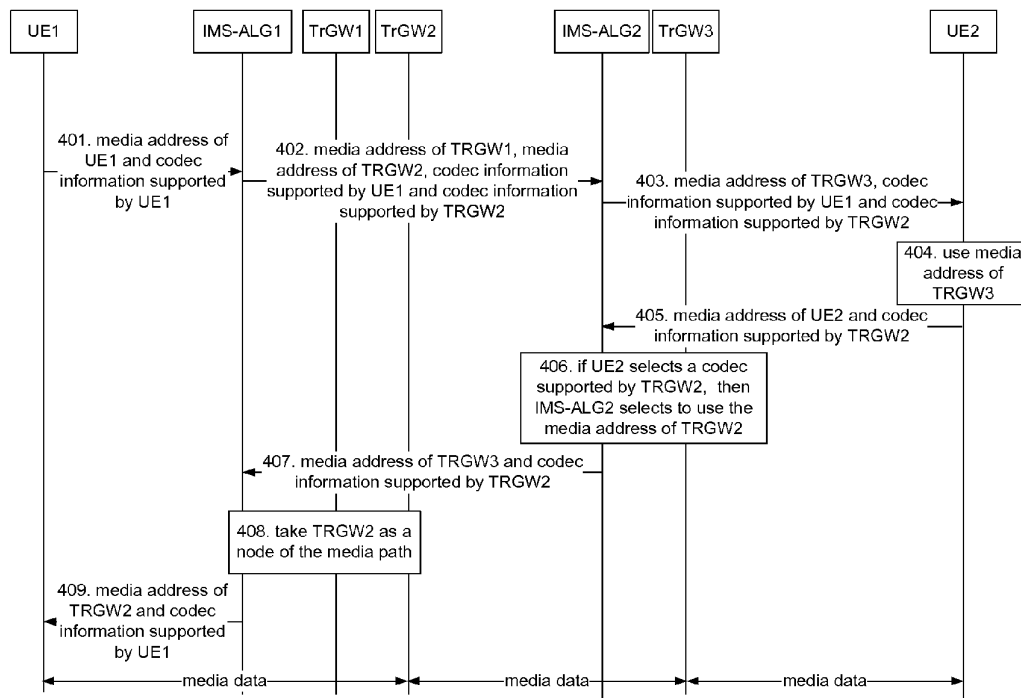 UE1
IMS-ALG1
TrGW1
TrGW2
IMS-ALG2
TrGW3
UE2
401. media address of
UE1 and codec
information supported
by UE1
402. media address of TRGW1, media
address of TRGW2, codec information
supported by UE1 and codec information
supported by TRGW2
403. media address of TRGW3, codec
information supported by UE1 and codec
information supported by TRGW2
404. use media
address of
TRGW3
405. media address of UE2 and codec
information supported by TRGW2
406. if UE2 selects a codec
supported by TRGW2, then
IMS-ALG2 selects to use the
media address of TRGW2
407. media address of TRGW3 and codec
information supported by TRGW2
408. take TRGW2 as a
node of the media path
409. media address of
TRGW2 and codec
information supported
by UE1
media data
media data
media data